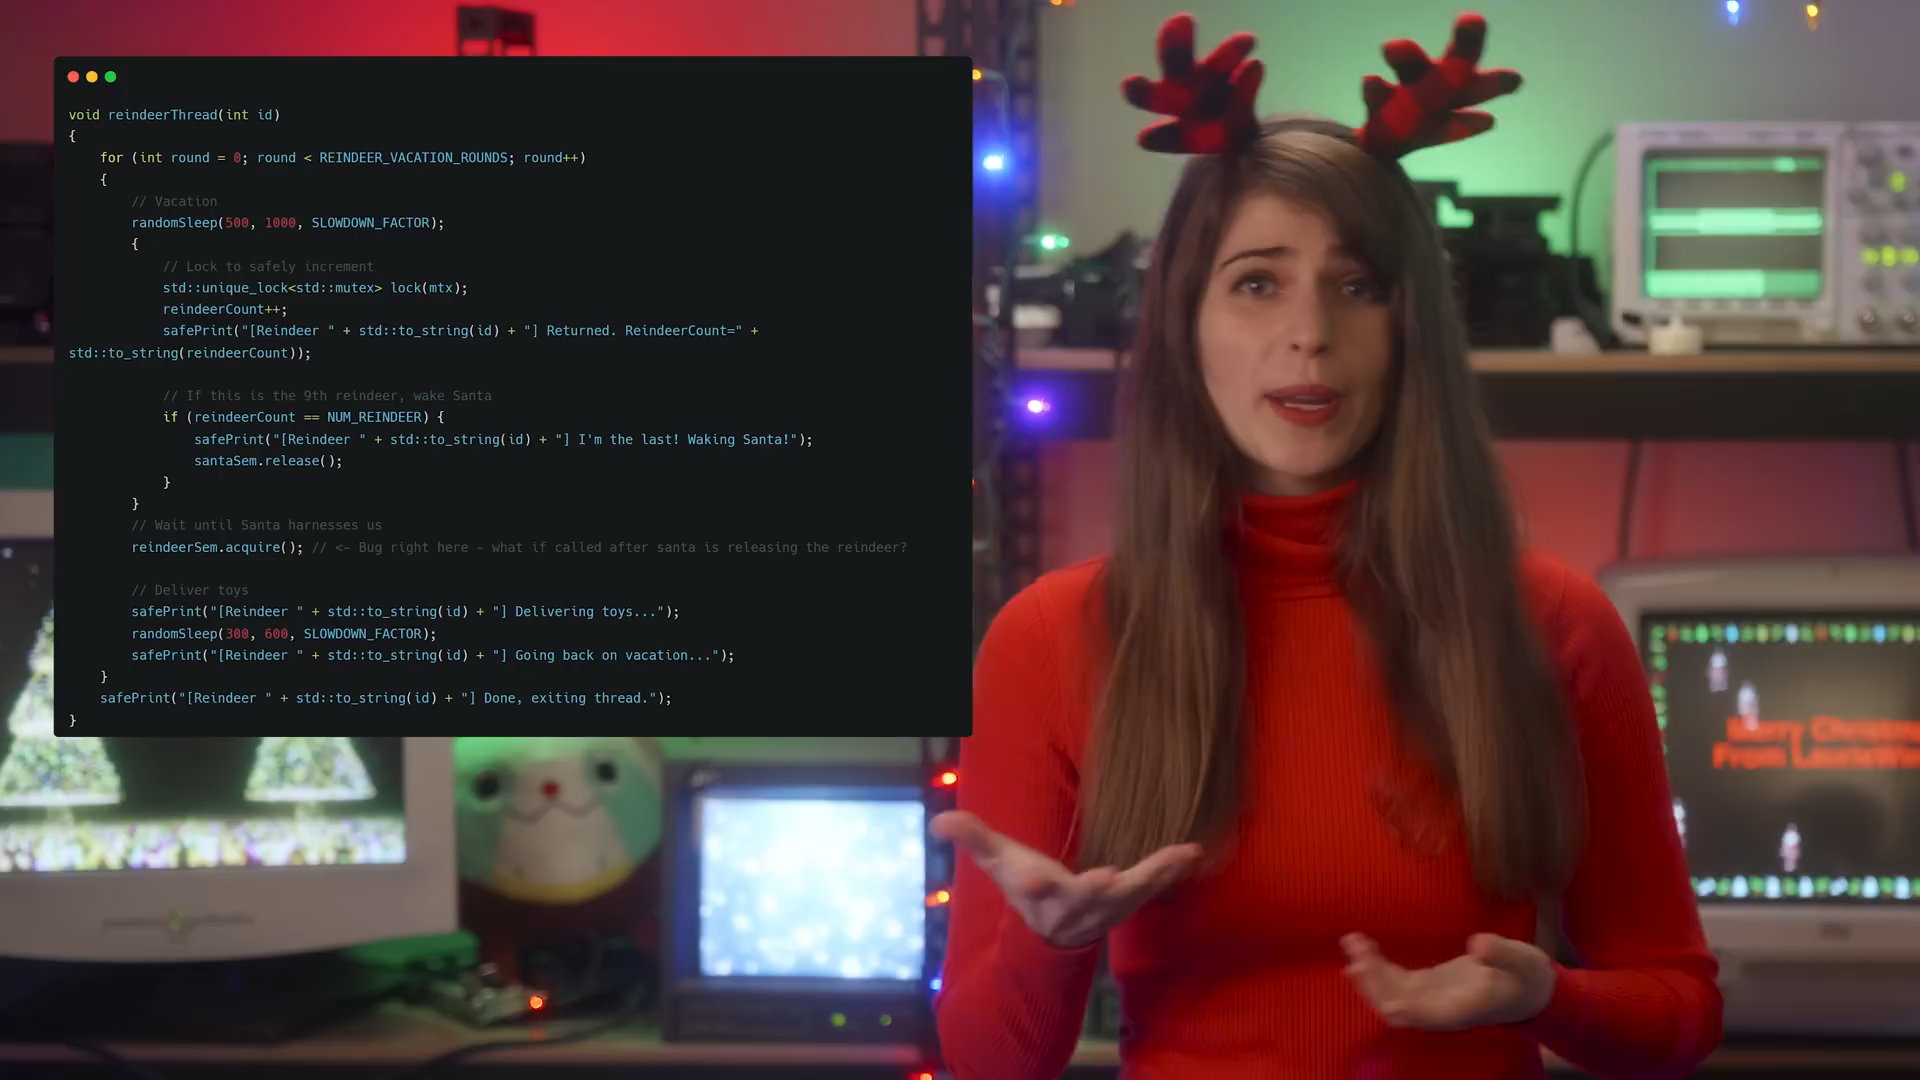 void reindeerThread(int id)
{
for (int round = 0; round < REINDEER_VACATION_ROUNDS; round++)
{
// Vacation
randomSleep(500, 1000, SLOWDOWN_FACTOR);
{
// Lock to safely increment
std::unique_lock<std::mutex> lock(mtx);
reindeerCount++;
safePrint("[Reindeer " + std::to_string(id) + "] Returned. ReindeerCount=" +
std::to_string(reindeerCount));
// If this is the 9th reindeer, wake Santa
if (reindeerCount == NUM_REINDEER) {
safePrint("[Reindeer " + std::to_string(id) + "] I'm the last! Waking Santa!");
santaSem.release();
}
}
// Wait until Santa harnesses us
reindeerSem.acquire(); // <- Bug right here - what if called after santa is releasing the reindeer?
// Deliver toys
safePrint("[Reindeer " + std::to_string(id) + "] Delivering toys...");
randomSleep(300, 600, SLOWDOWN_FACTOR);
safePrint("[Reindeer " + std::to_string(id) + "] Going back on vacation...");
}
safePrint("[Reindeer " + std::to_string(id) + "] Done, exiting thread.");
}
Merry Christmas
From